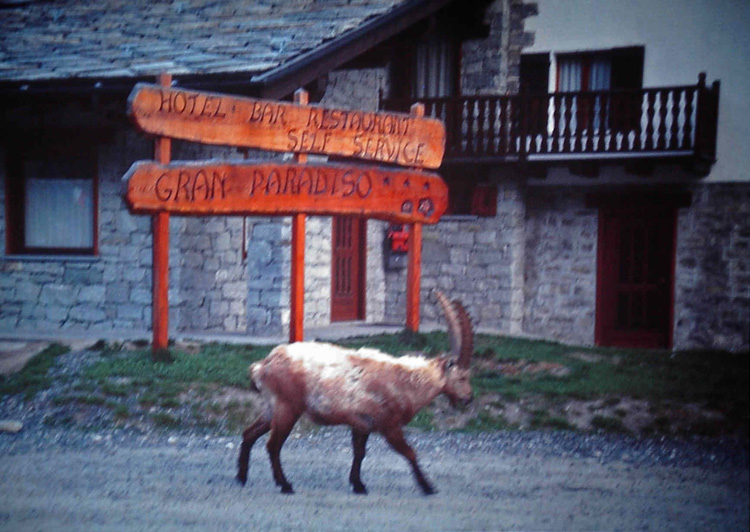 HOTEL BAR RESTAURANT
SELF SERVICE
GRAN PARADISO